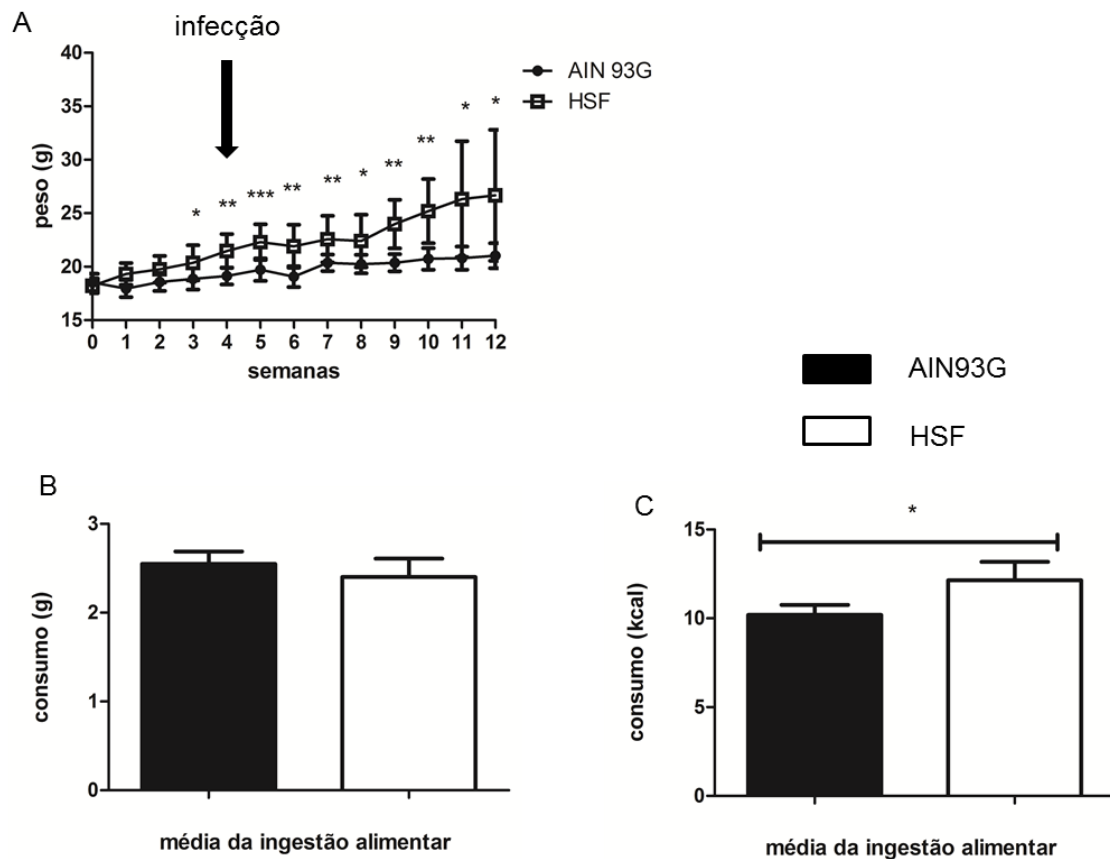 A
infecção
40
35
30
25
20
15
peso (g)
* ** *** ** ** * ** ** * *
0 1 2 3 4 5 6 7 8 9 10 11 12
semanas
AIN 93G
HSF
AIN93G
HSF
B
3
2
1
0
consumo (g)
média da ingestão alimentar
C
*
15
10
5
0
consumo (kcal)
média da ingestão alimentar